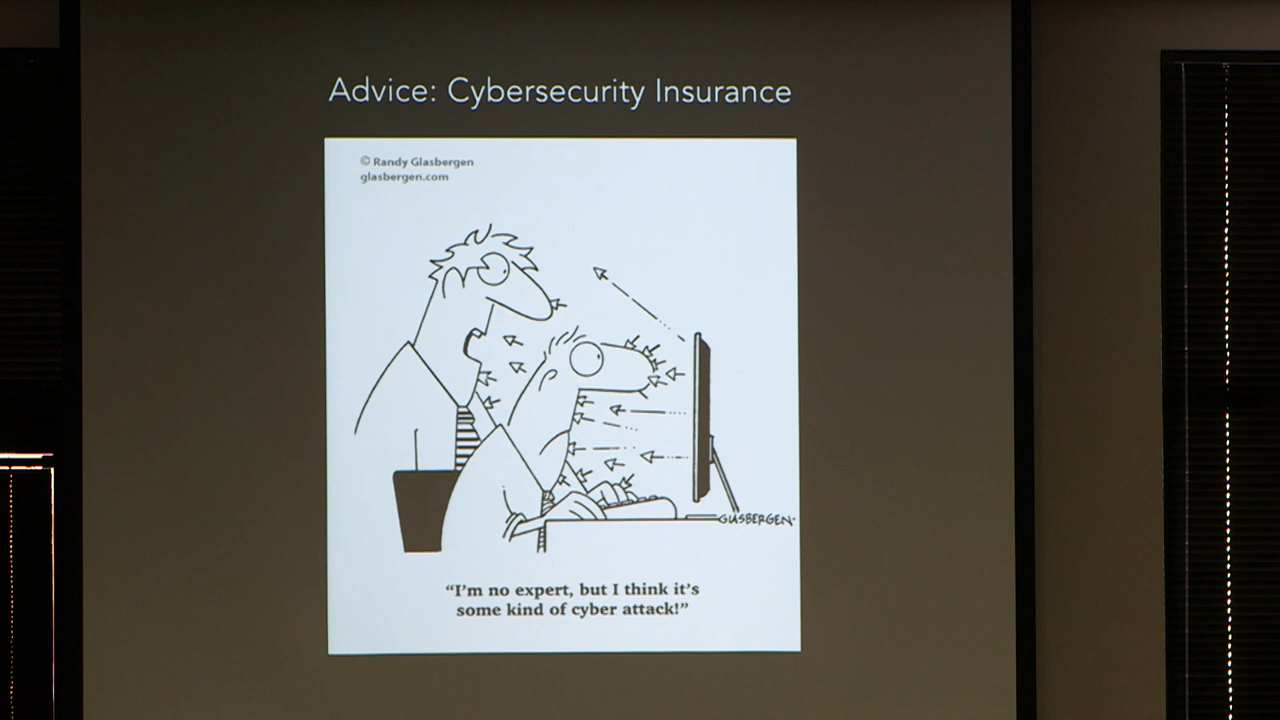 Advice: Cybersecurity Insurance
© Randy Glasbergen
glasbergen.com
GLASBERGEN
“I’m no expert, but I think it’s
some kind of cyber attack!”